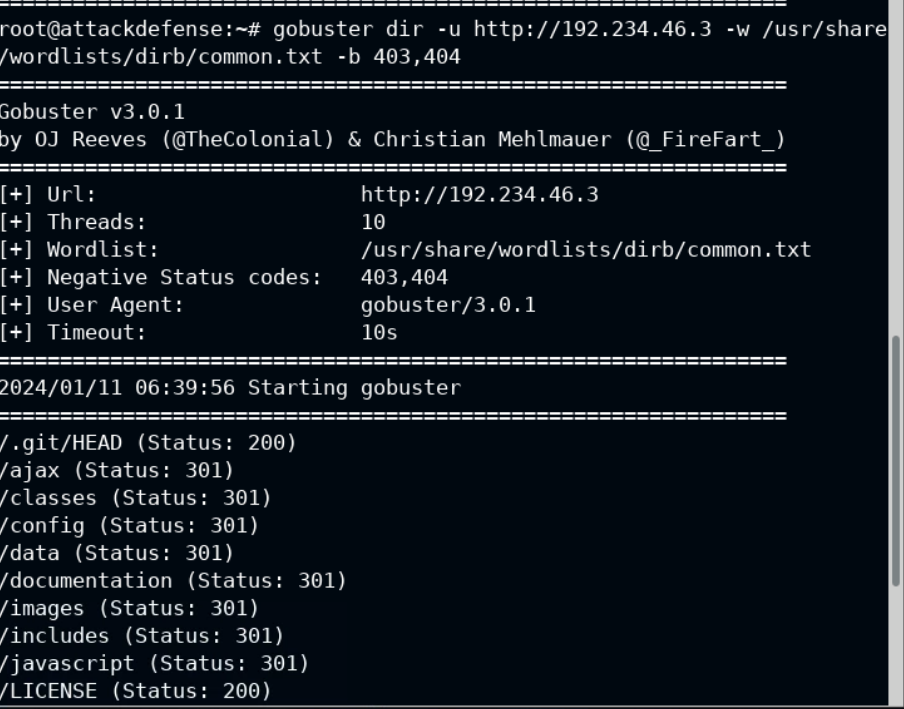 ================================================================
root@attackdefense:~# gobuster dir -u http://192.234.46.3 -w /usr/share
/wordlists/dirb/common.txt -b 403,404
===============================================================
Gobuster v3.0.1
by OJ Reeves (@TheColonial) & Christian Mehlmauer (@_FireFart_)
===============================================================
[+] Url:                     http://192.234.46.3
[+] Threads:                 10
[+] Wordlist:                /usr/share/wordlists/dirb/common.txt
[+] Negative Status codes:   403,404
[+] User Agent:              gobuster/3.0.1
[+] Timeout:                 10s
===============================================================
2024/01/11 06:39:56 Starting gobuster
===============================================================
/.git/HEAD (Status: 200)
/ajax (Status: 301)
/classes (Status: 301)
/config (Status: 301)
/data (Status: 301)
/documentation (Status: 301)
/images (Status: 301)
/includes (Status: 301)
/javascript (Status: 301)
/LICENSE (Status: 200)